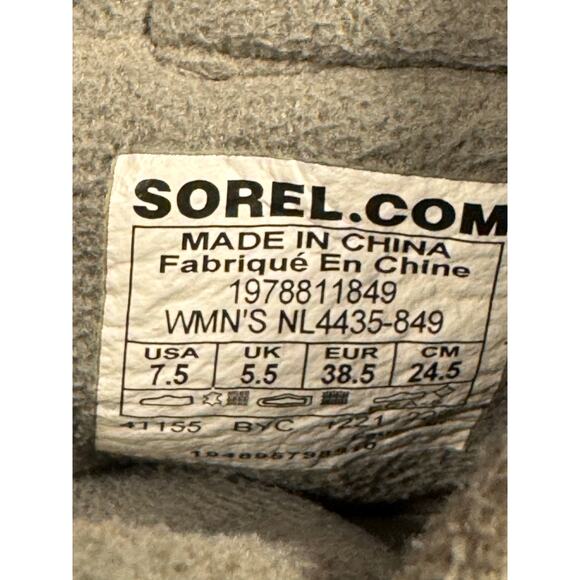 SOREL.COM
MADE IN CHINA
Fabriqué En Chine
1978811849
WMN'S NL4435-849
USA UK EUR CM
7.5 5.5 38.5 24.5
41155 BYC